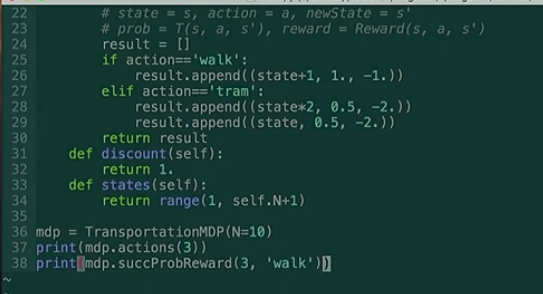 22 # state = s, action = a, newState = s'
23 # prob = T(s, a, s'), reward = Reward(s, a, s')
24 result = []
25 if action=='walk':
26 result.append((state+1, 1., -1.))
27 elif action=='tram':
28 result.append((state*2, 0.5, -2.))
29 result.append((state, 0.5, -2.))
30 return result
31 def discount(self):
32 return 1.
33 def states(self):
34 return range(1, self.N+1)
35
36 mdp = TransportationMDP(N=10)
37 print(mdp.actions(3))
38 print(mdp.succProbReward(3, 'walk'))
~